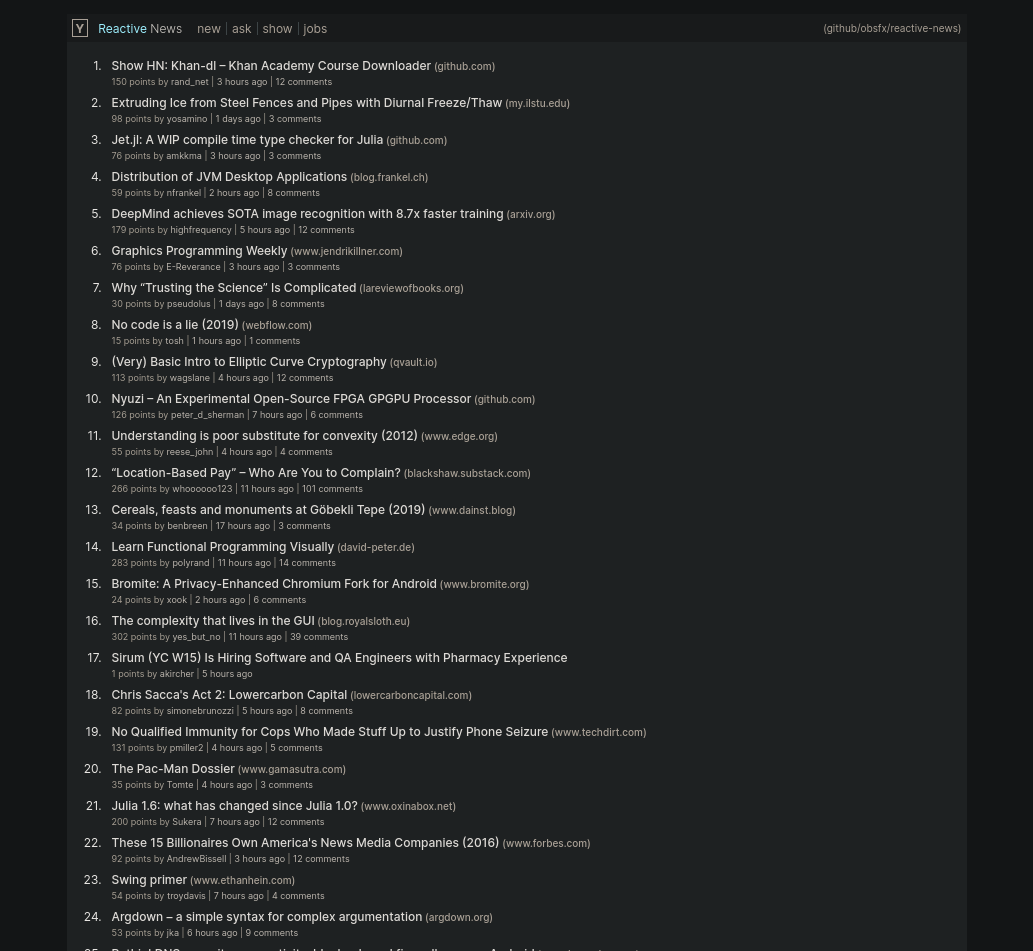 Y Reactive News new | ask | show | jobs (github/obsfx/reactive-news)
1. Show HN: Khan-dl – Khan Academy Course Downloader (github.com)
150 points by rand_net | 3 hours ago | 12 comments
2. Extruding Ice from Steel Fences and Pipes with Diurnal Freeze/Thaw (my.ilstu.edu)
98 points by yosamino | 1 days ago | 3 comments
3. Jet.jl: A WIP compile time type checker for Julia (github.com)
76 points by amkkma | 3 hours ago | 3 comments
4. Distribution of JVM Desktop Applications (blog.frankel.ch)
59 points by nfrankel | 2 hours ago | 8 comments
5. DeepMind achieves SOTA image recognition with 8.7x faster training (arxiv.org)
179 points by highfrequency | 5 hours ago | 12 comments
6. Graphics Programming Weekly (www.jendrikillner.com)
76 points by E-Reverance | 3 hours ago | 3 comments
7. Why “Trusting the Science” Is Complicated (lareviewofbooks.org)
30 points by pseudolus | 1 days ago | 8 comments
8. No code is a lie (2019) (webflow.com)
15 points by tosh | 1 hours ago | 1 comments
9. (Very) Basic Intro to Elliptic Curve Cryptography (qvault.io)
113 points by wagslane | 4 hours ago | 12 comments
10. Nyuzi – An Experimental Open-Source FPGA GPGPU Processor (github.com)
126 points by peter_d_sherman | 7 hours ago | 6 comments
11. Understanding is poor substitute for convexity (2012) (www.edge.org)
55 points by reese_john | 4 hours ago | 4 comments
12. “Location-Based Pay” – Who Are You to Complain? (blackshaw.substack.com)
266 points by whoooooo123 | 11 hours ago | 101 comments
13. Cereals, feasts and monuments at Göbekli Tepe (2019) (www.dainst.blog)
34 points by benbreen | 17 hours ago | 3 comments
14. Learn Functional Programming Visually (david-peter.de)
283 points by polyrand | 11 hours ago | 14 comments
15. Bromite: A Privacy-Enhanced Chromium Fork for Android (www.bromite.org)
24 points by xook | 2 hours ago | 6 comments
16. The complexity that lives in the GUI (blog.royalsloth.eu)
302 points by yes_but_no | 11 hours ago | 39 comments
17. Sirum (YC W15) Is Hiring Software and QA Engineers with Pharmacy Experience
1 points by akircher | 5 hours ago
18. Chris Sacca's Act 2: Lowercarbon Capital (lowercarboncapital.com)
82 points by simonebrunozzi | 5 hours ago | 8 comments
19. No Qualified Immunity for Cops Who Made Stuff Up to Justify Phone Seizure (www.techdirt.com)
131 points by pmiller2 | 4 hours ago | 5 comments
20. The Pac-Man Dossier (www.gamasutra.com)
35 points by Tomte | 4 hours ago | 3 comments
21. Julia 1.6: what has changed since Julia 1.0? (www.oxinabox.net)
200 points by Sukera | 7 hours ago | 12 comments
22. These 15 Billionaires Own America's News Media Companies (2016) (www.forbes.com)
92 points by AndrewBissell | 3 hours ago | 12 comments
23. Swing primer (www.ethanhein.com)
54 points by troydavis | 7 hours ago | 4 comments
24. Argdown – a simple syntax for complex argumentation (argdown.org)
53 points by jka | 6 hours ago | 9 comments